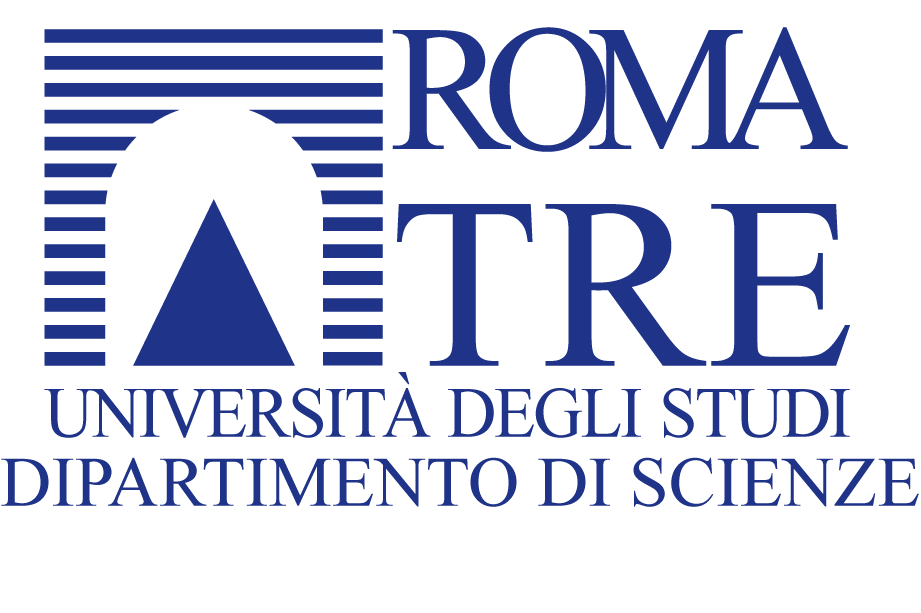 ROMA
TRE
UNIVERSITÀ DEGLI STUDI
DIPARTIMENTO DI SCIENZE